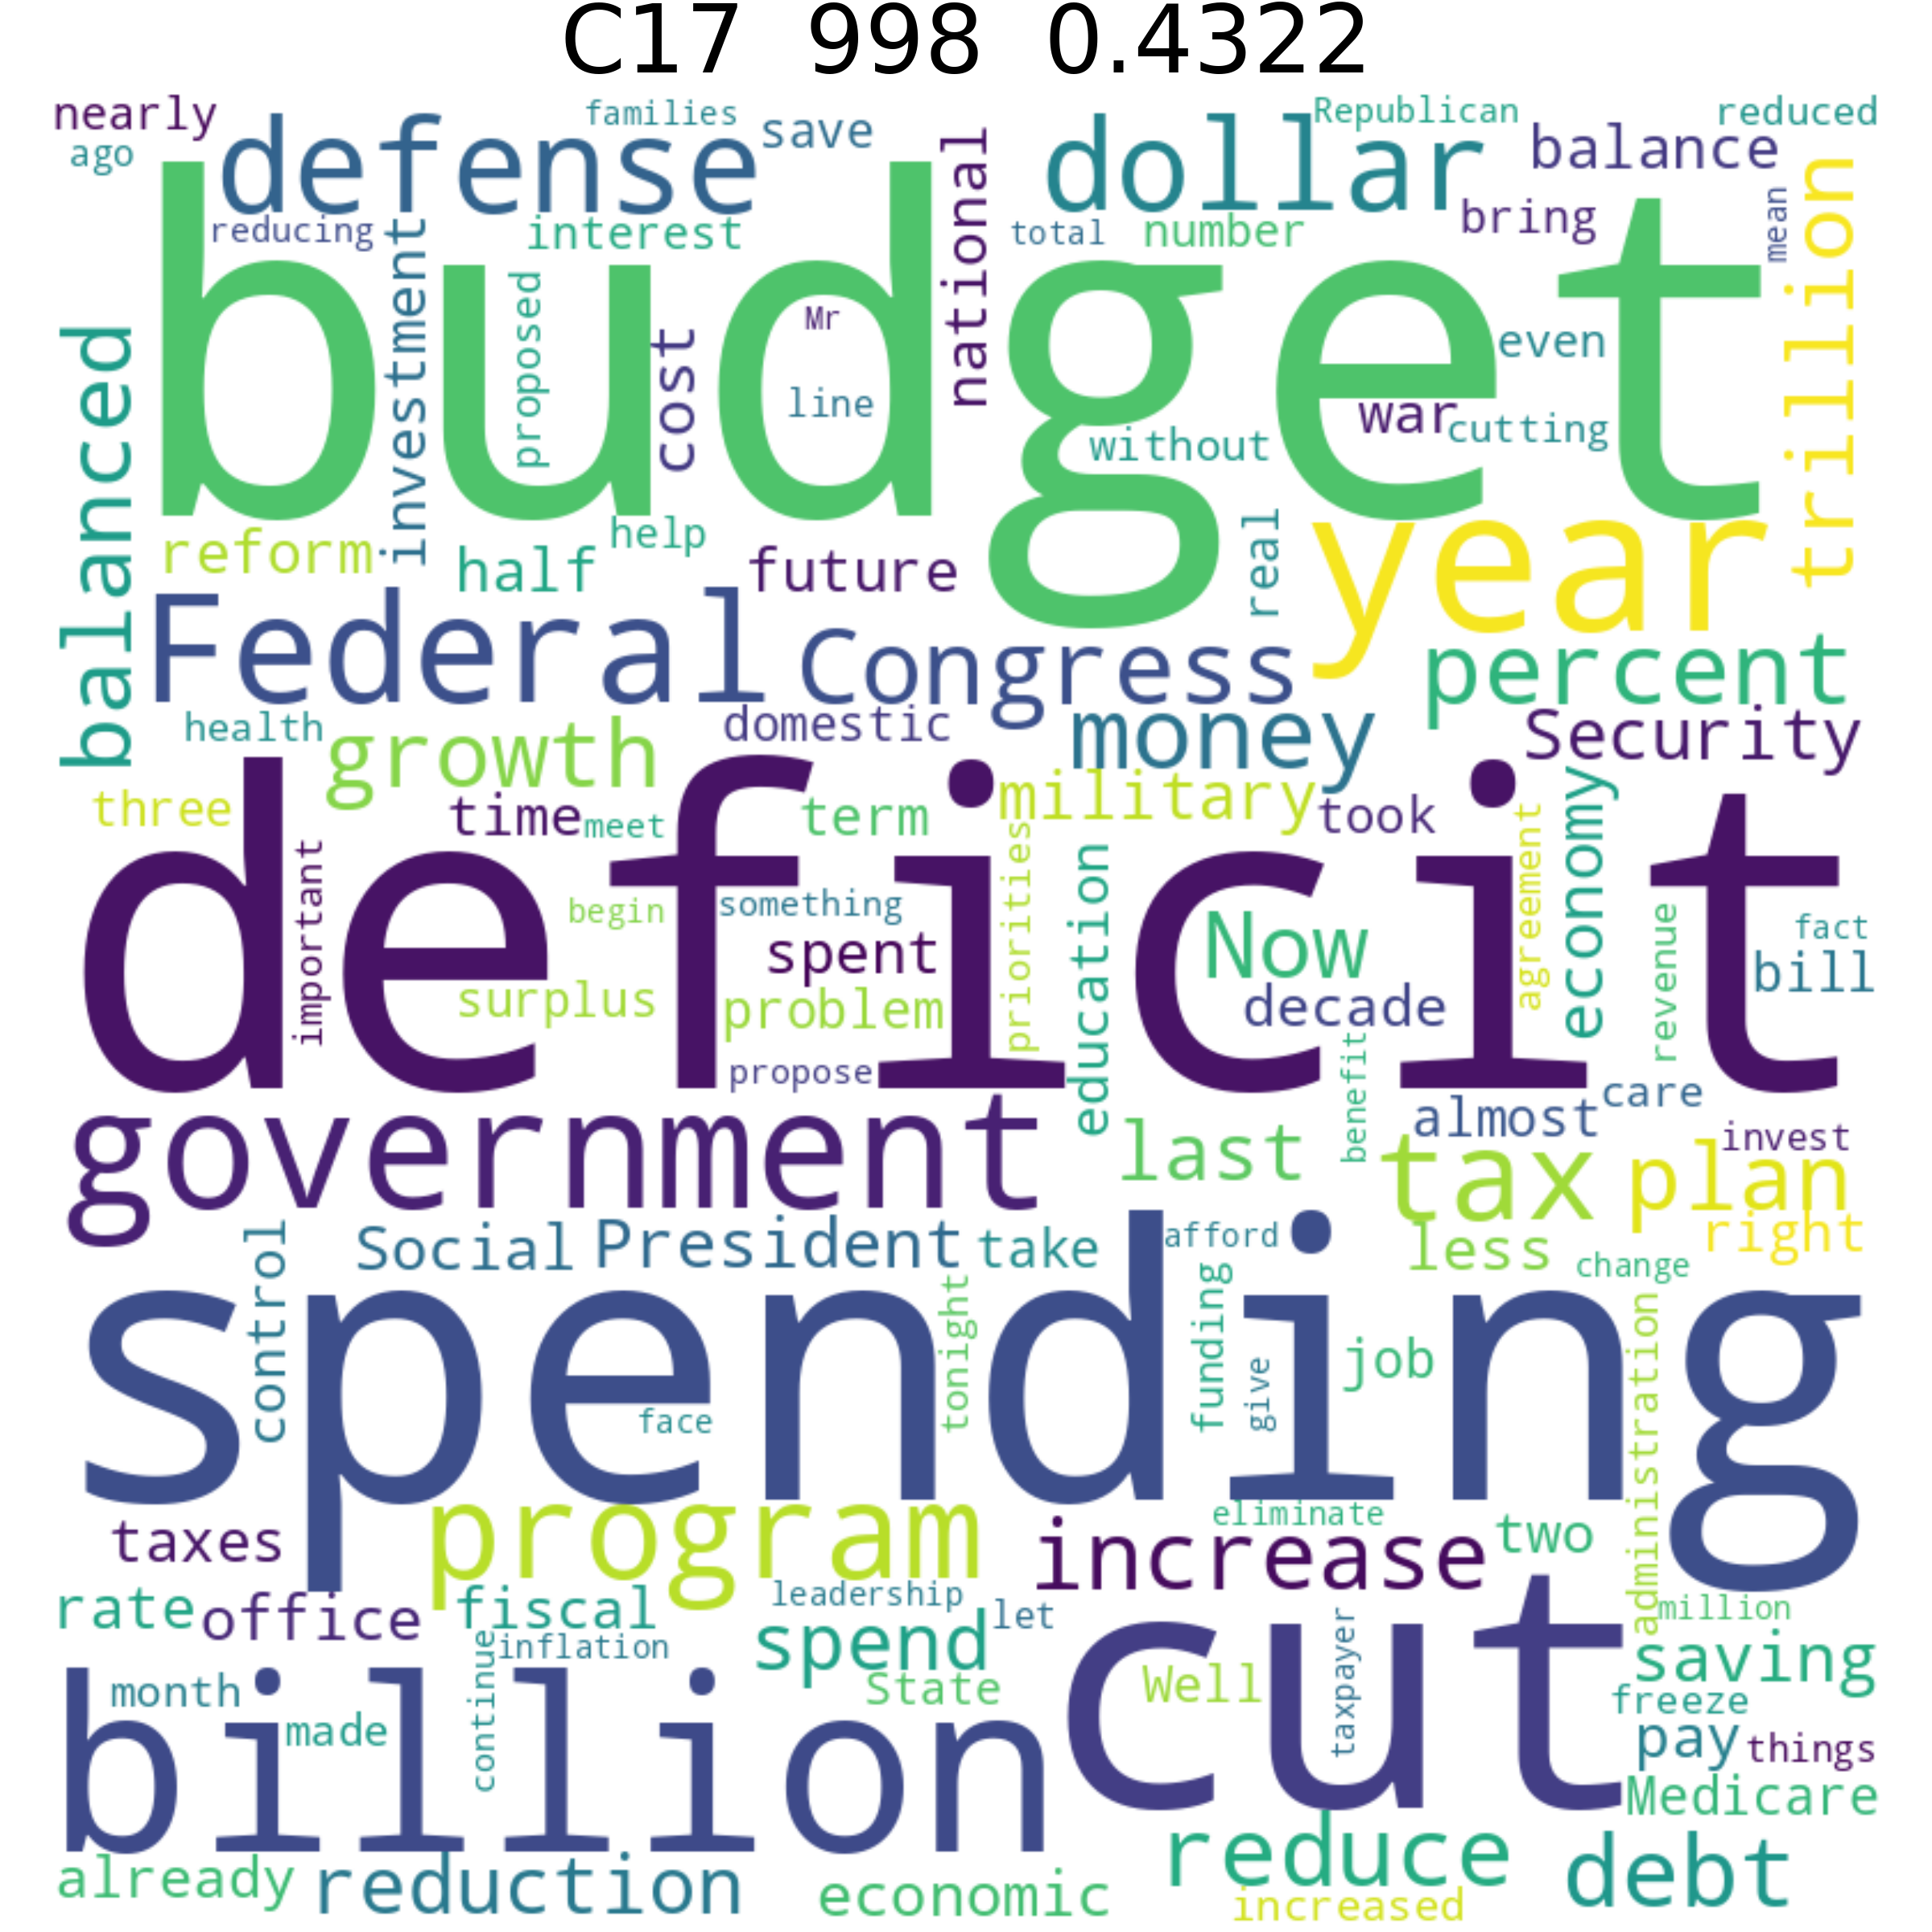 C17 998 0.4322
nearly
families
Republican
reduced
defense
save
dollar
balance
ago
national
trillion
reducing
interest
total
number
bring
mean
budget
investment
proposed
cost
Mr
even
balanced
line
war
cutting
without
reform
half
help
future
real
year
Federal
Congress
percent
health
growth
domestic
money
Security
three
time
meet
term
military
took
deficit
important
begin
something
priorities
education
Now
agreement
economy
revenue
fact
spent
bill
surplus
problem
decade
propose
benefit
care
government
last
almost
invest
tax
plan
control
Social
President
take
afford
less
change
right
spending
tonight
funding
give
job
administration
face
taxes
program
increase
eliminate
two
rate
office
fiscal
leadership
let
million
continue
inflation
spend
cut
taxpayer
saving
month
State
Well
freeze
made
billion
pay
things
Medicare
already
reduction
economic
reduce
increased
debt